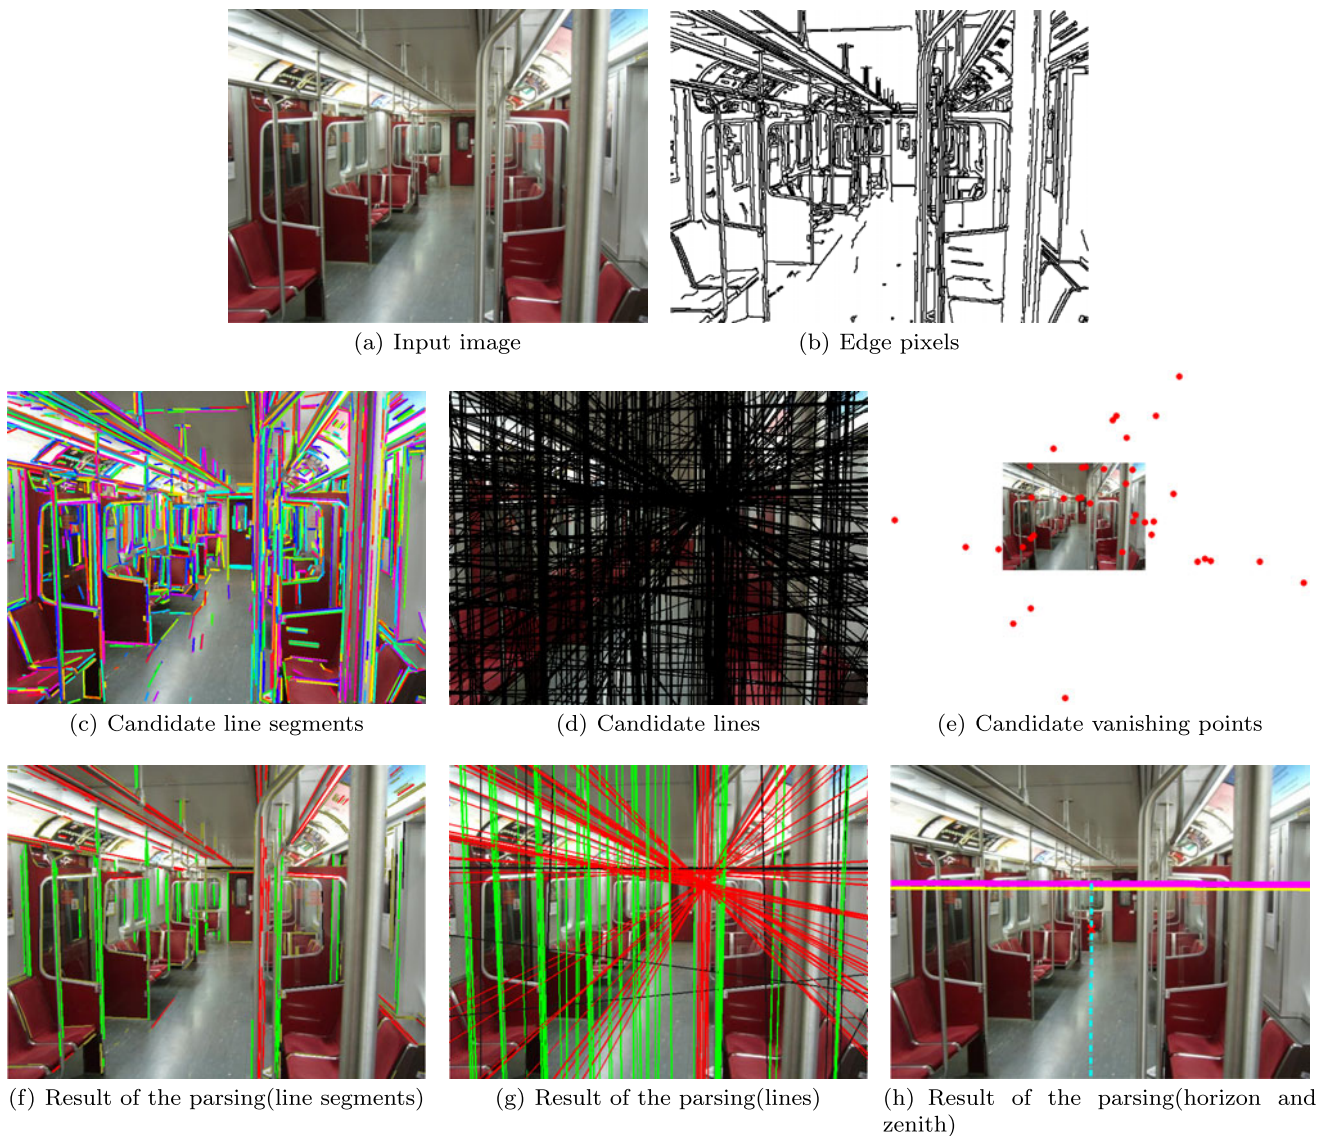 (a) Input image
(b) Edge pixels
(c) Candidate line segments
(d) Candidate lines
(e) Candidate vanishing points
(f) Result of the parsing(line segments)
(g) Result of the parsing(lines)
(h) Result of the parsing(horizon and
zenith)